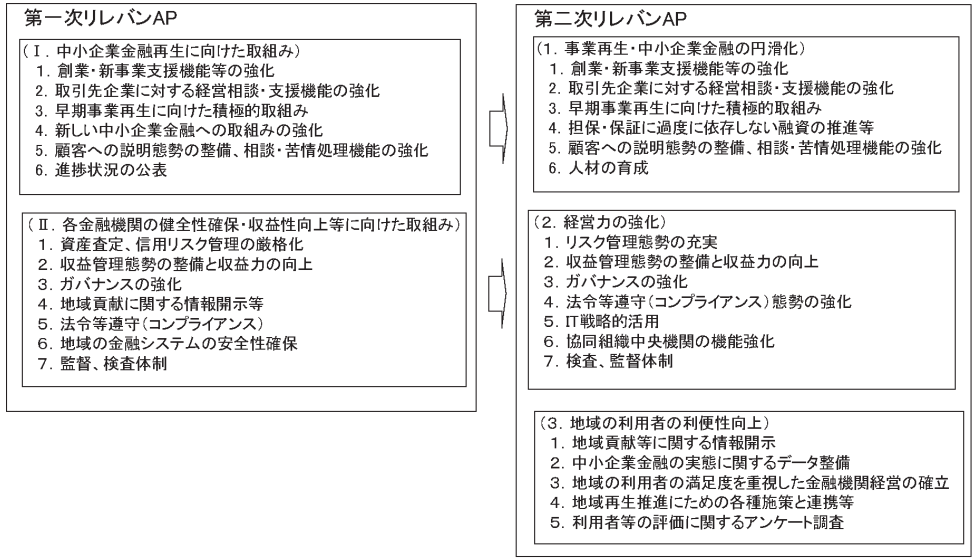 第一次リレバンAP
(Ⅰ．中小企業金融再生に向けた取組み)
1．創業・新事業支援機能等の強化
2．取引先企業に対する経営相談・支援機能の強化
3．早期事業再生に向けた積極的取組み
4．新しい中小企業金融への取組みの強化
5．顧客への説明態勢の整備、相談・苦情処理機能の強化
6．進捗状況の公表
(Ⅱ．各金融機関の健全性確保・収益性向上等に向けた取組み)
1．資産査定、信用リスク管理の厳格化
2．収益管理態勢の整備と収益力の向上
3．ガバナンスの強化
4．地域貢献に関する情報開示等
5．法令等遵守(コンプライアンス)
6．地域の金融システムの安全性確保
7．監督、検査体制
第二次リレバンAP
(1．事業再生・中小企業金融の円滑化)
1．創業・新事業支援機能等の強化
2．取引先企業に対する経営相談・支援機能の強化
3．早期事業再生に向けた積極的取組み
4．担保・保証に過度に依存しない融資の推進等
5．顧客への説明態勢の整備、相談・苦情処理機能の強化
6．人材の育成
(2．経営力の強化)
1．リスク管理態勢の充実
2．収益管理態勢の整備と収益力の向上
3．ガバナンスの強化
4．法令等遵守(コンプライアンス)態勢の強化
5．IT戦略的活用
6．協同組織中央機関の機能強化
7．検査、監督体制
(3．地域の利用者の利便性向上)
1．地域貢献等に関する情報開示
2．中小企業金融の実態に関するデータ整備
3．地域の利用者の満足度を重視した金融機関経営の確立
4．地域再生推進にための各種施策と連携等
5．利用者等の評価に関するアンケート調査